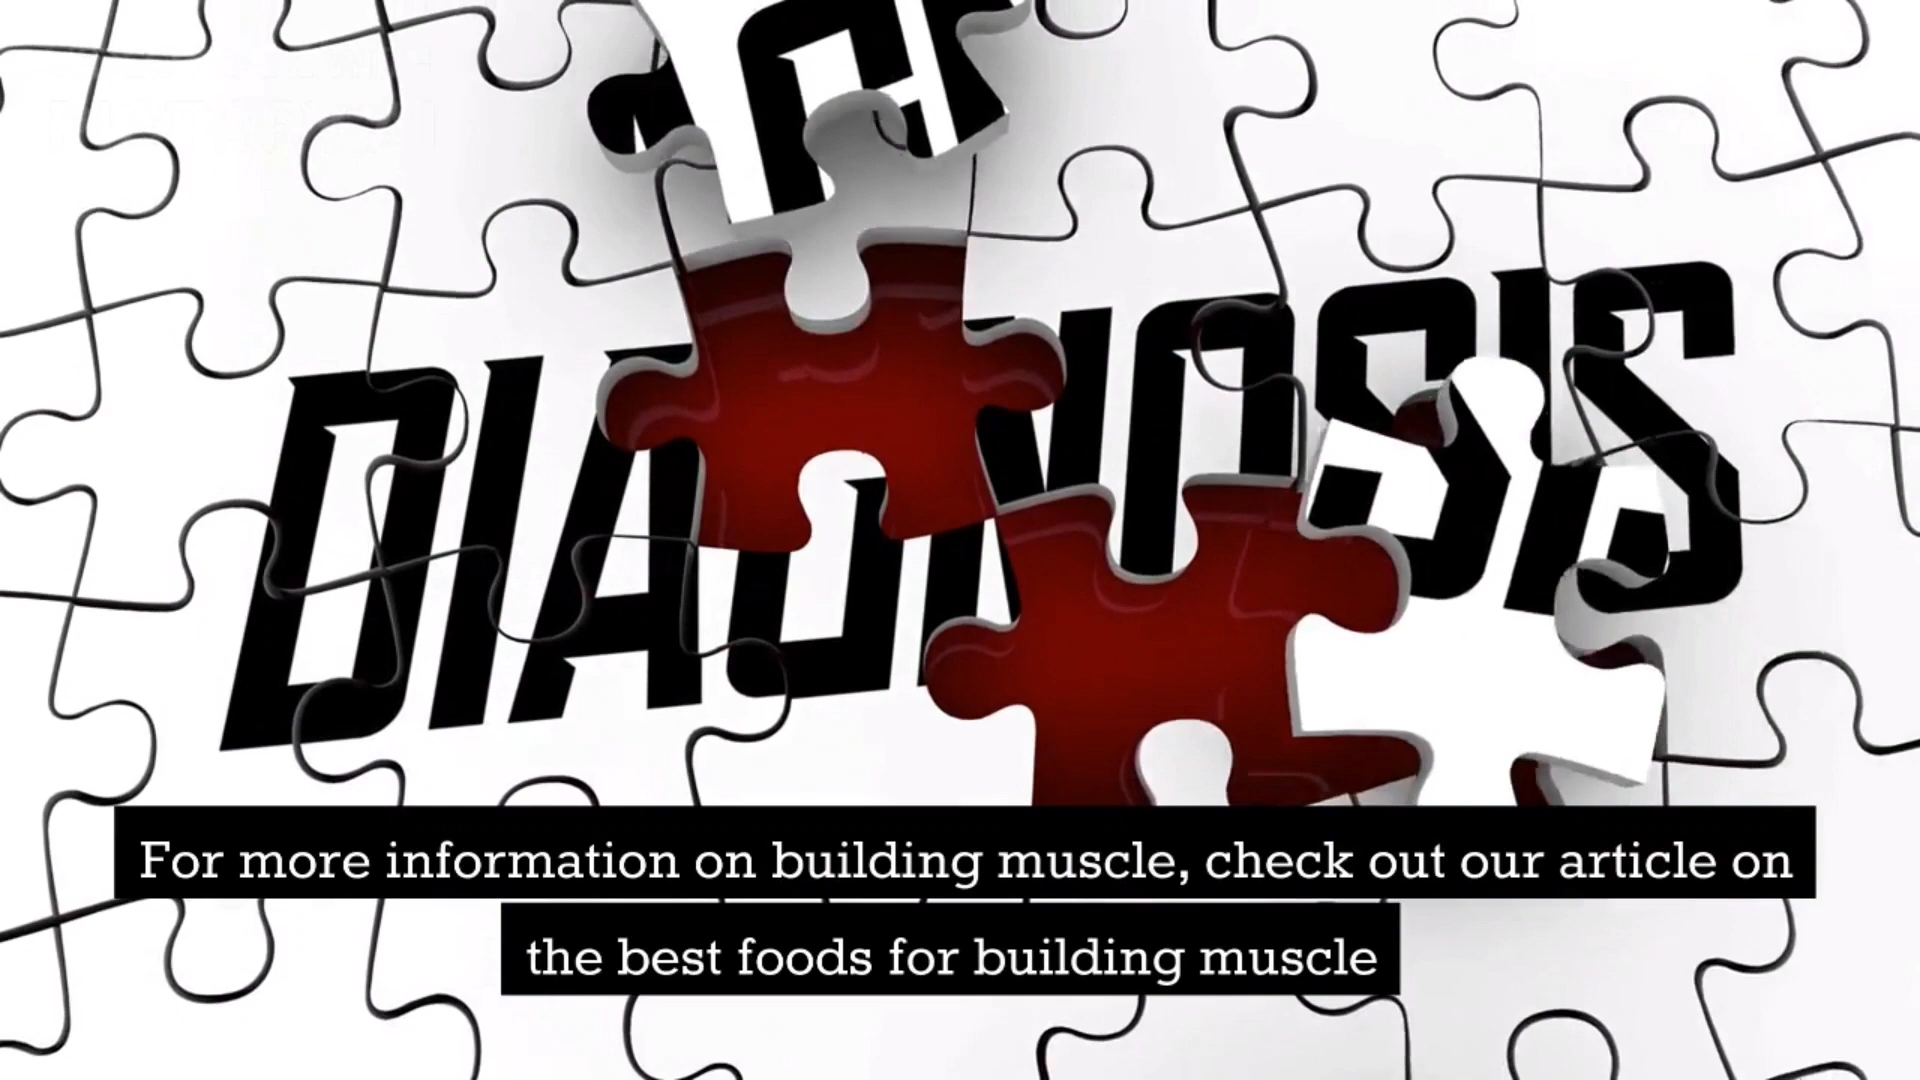 DIAGNOSIS
For more information on building muscle, check out our article on
the best foods for building muscle